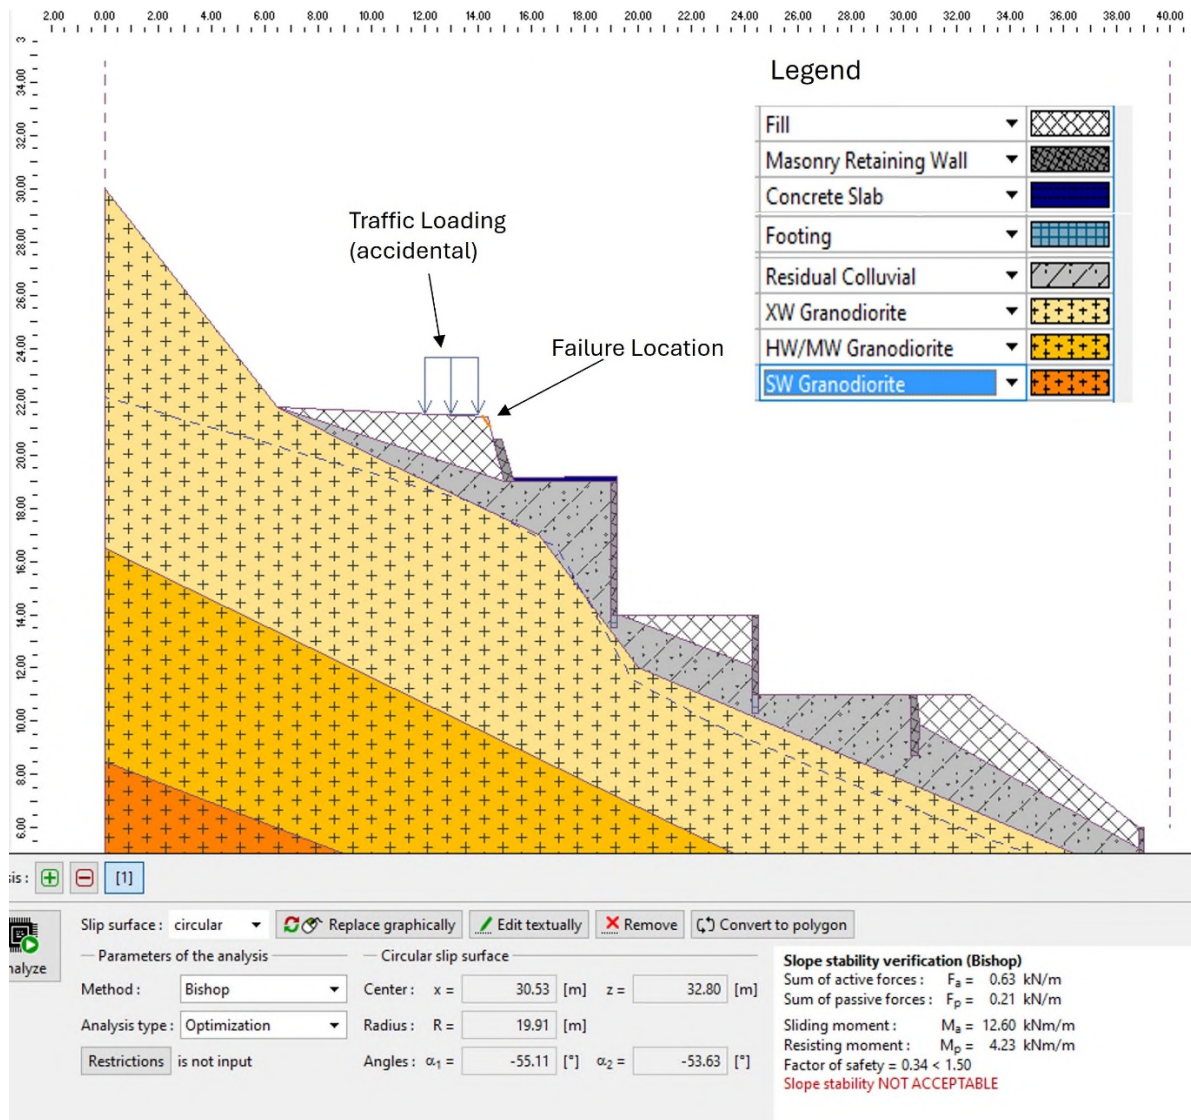 2.00 0.00 2.00 4.00 6.00 8.00 10.00 12.00 14.00 16.00 18.00 20.00 22.00 24.00 26.00 28.00 30.00 32.00 34.00 36.00 38.00 40.00
3
34.00
32.00
30.00
28.00
26.00
24.00
22.00
20.00
18.00
16.00
14.00
12.00
10.00
8.00
6.00
Legend
Fill
Masonry Retaining Wall
Concrete Slab
Footing
Residual Colluvial
XW Granodiorite
HW/MW Granodiorite
SW Granodiorite
Traffic Loading
(accidental)
Failure Location
sis : [1]
nalyze
Slip surface : circular Replace graphically Edit textually Remove Convert to polygon
Parameters of the analysis
Method : Bishop
Analysis type : Optimization
Restrictions is not input
Circular slip surface
Center : x = 30.53 [m] z = 32.80 [m]
Radius : R = 19.91 [m]
Angles : α1 = -55.11 [°] α2 = -53.63 [°]
Slope stability verification (Bishop)
Sum of active forces : Fa = 0.63 kN/m
Sum of passive forces : Fp = 0.21 kN/m
Sliding moment : Ma = 12.60 kNm/m
Resisting moment : Mp = 4.23 kNm/m
Factor of safety = 0.34 < 1.50
Slope stability NOT ACCEPTABLE